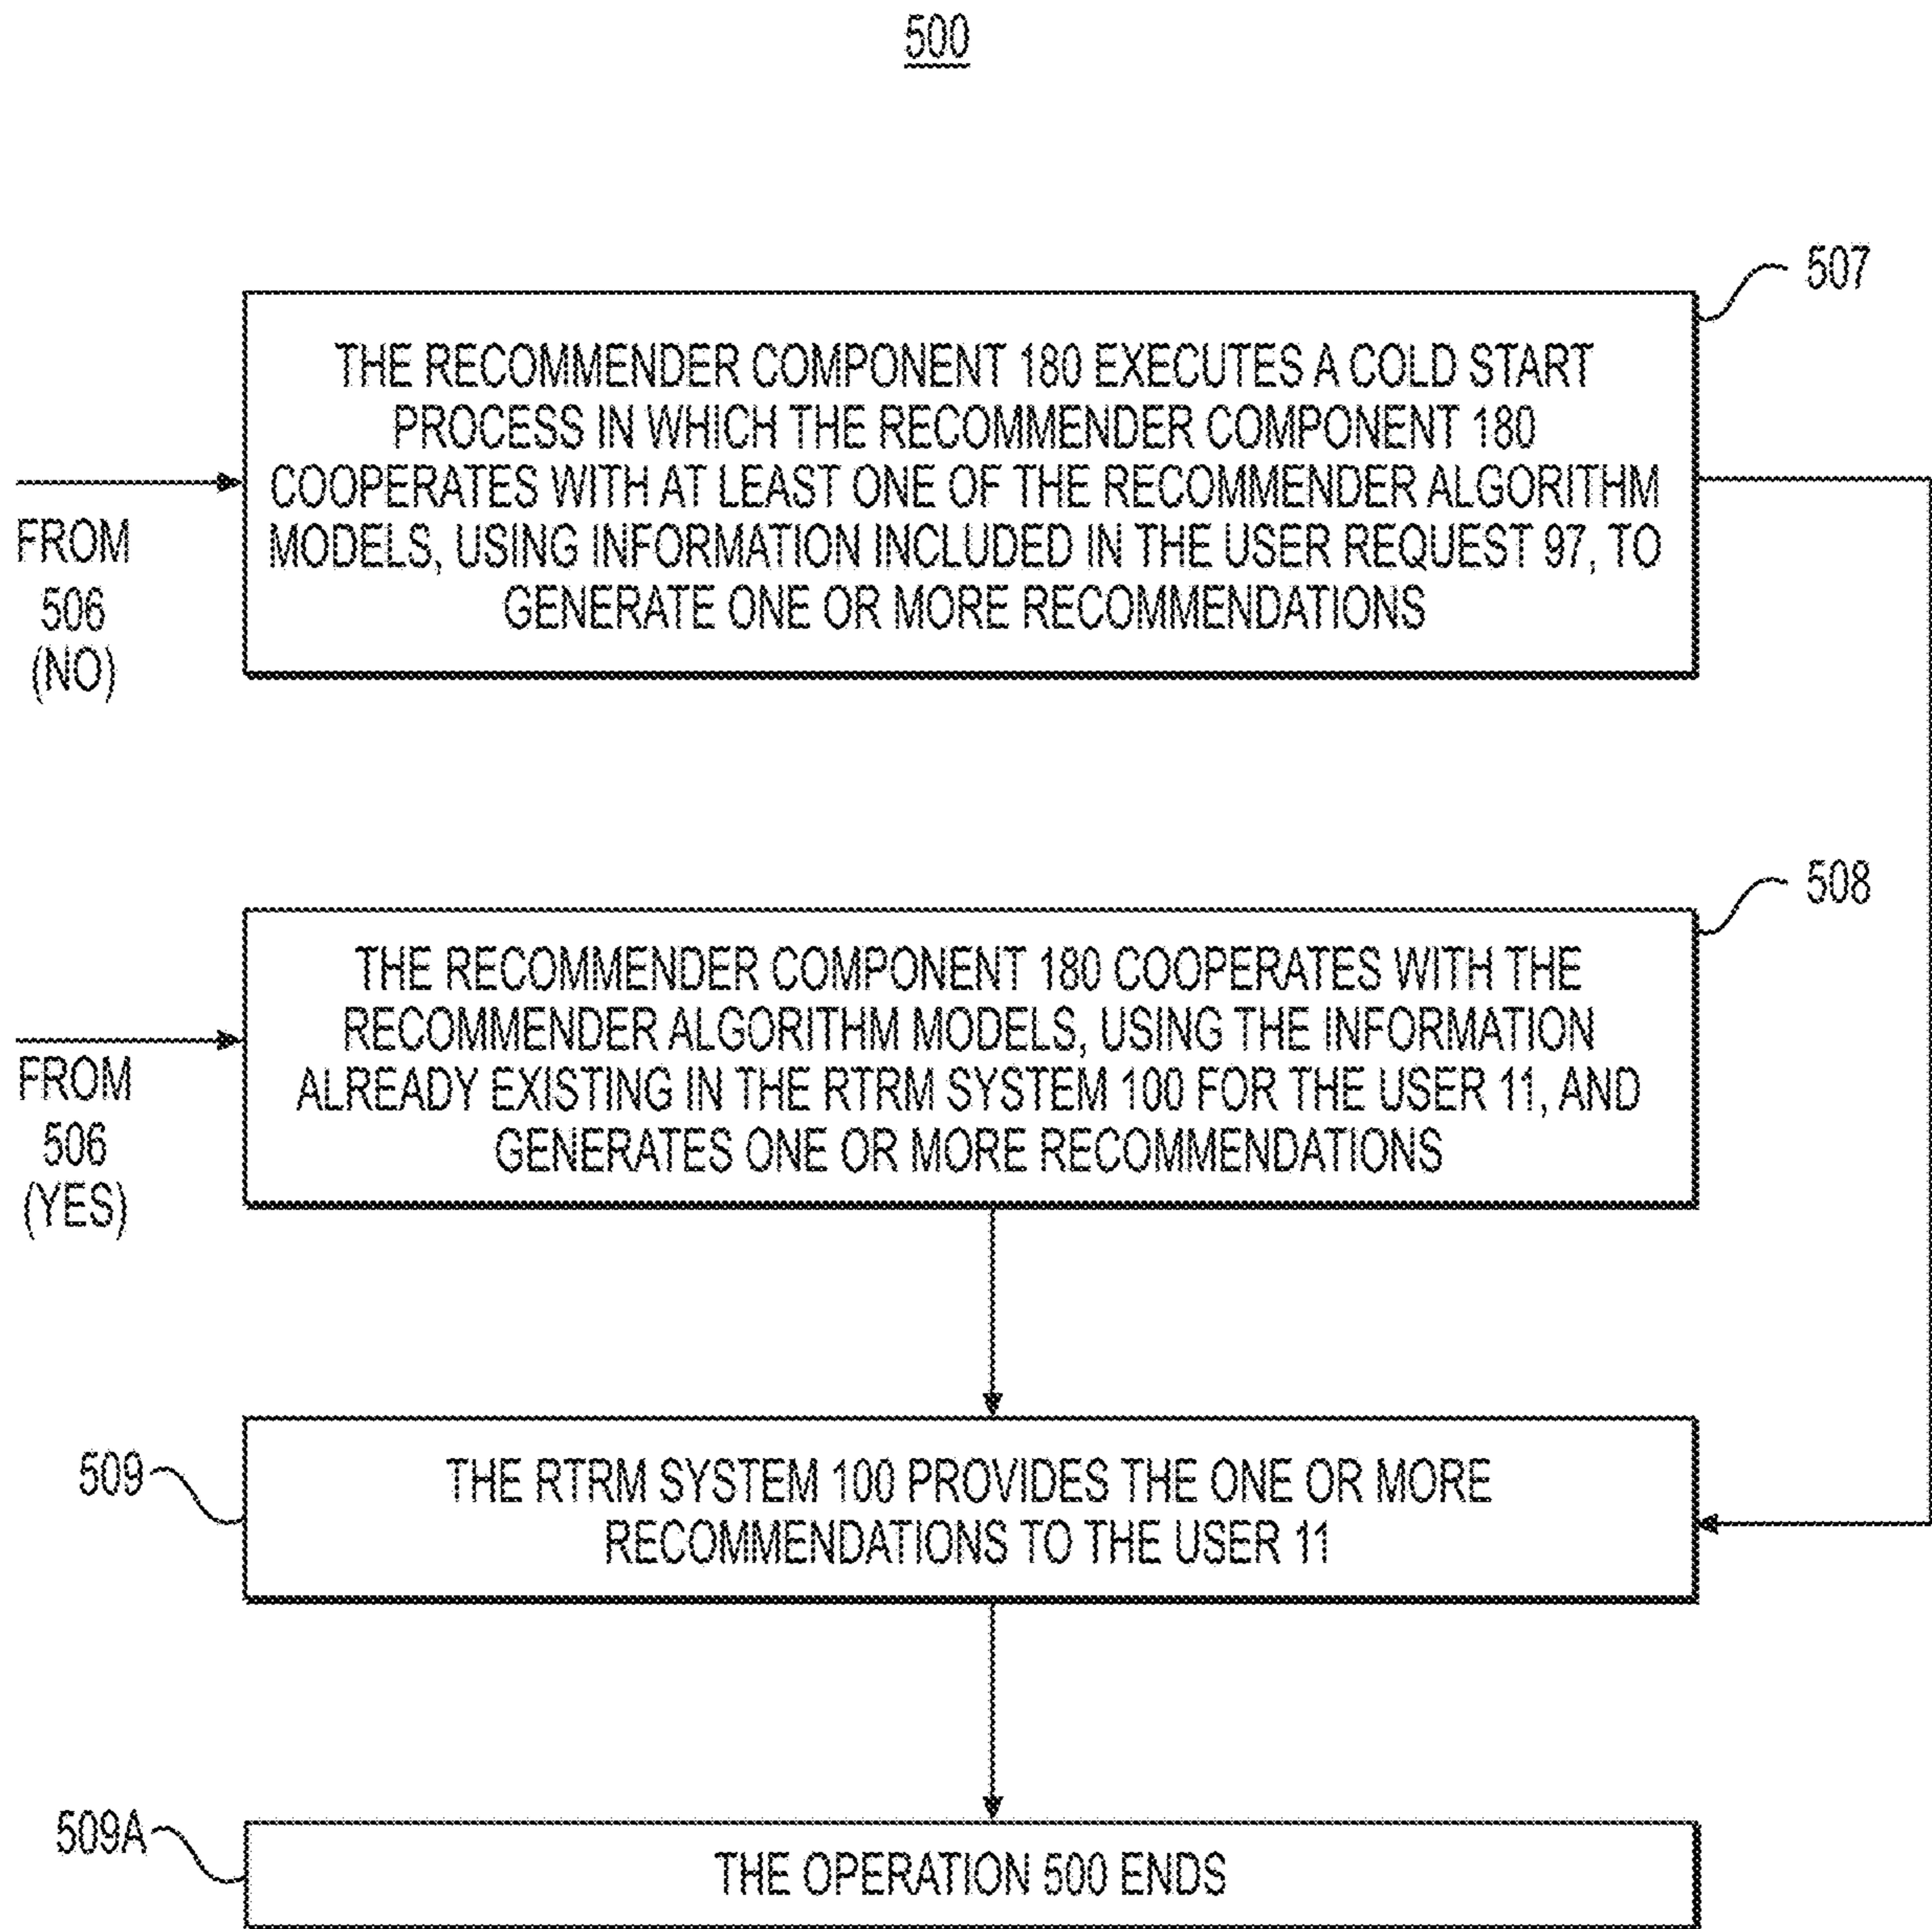 500
507
THE RECOMMENDER COMPONENT 180 EXECUTES A COLD START
PROCESS IN WHICH THE RECOMMENDER COMPONENT 180
COOPERATES WITH AT LEAST ONE OF THE RECOMMENDER ALGORITHM
MODELS, USING INFORMATION INCLUDED IN THE USER REQUEST 97, TO
GENERATE ONE OR MORE RECOMMENDATIONS
FROM
506
(NO)
508
THE RECOMMENDER COMPONENT 180 COOPERATES WITH THE
RECOMMENDER ALGORITHM MODELS, USING THE INFORMATION
ALREADY EXISTING IN THE RTRM SYSTEM 100 FOR THE USER 11, AND
GENERATES ONE OR MORE RECOMMENDATIONS
FROM
506
(YES)
509
THE RTRM SYSTEM 100 PROVIDES THE ONE OR MORE
RECOMMENDATIONS TO THE USER 11
509A
THE OPERATION 500 ENDS